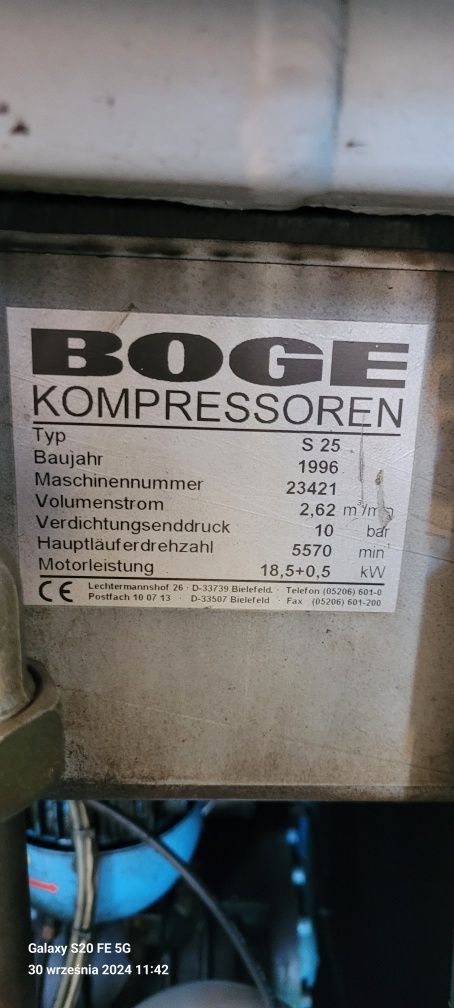 BOGE
KOMPRESSOREN
Typ S 25
Baujahr 1996
Maschinennummer 23421
Volumenstrom 2,62 m³/min
Verdichtungsenddruck 10 bar
Hauptläuferdrehzahl 5570 min⁻¹
Motorleistung 18,5+0,5 kW
CE Lechtermannshof 26 · D-33739 Bielefeld. · Telefon (05206) 601-0
Postfach 10 07 13 · D-33507 Bielefeld · Fax (05206) 601-200
Galaxy S20 FE 5G
30 września 2024 11:42